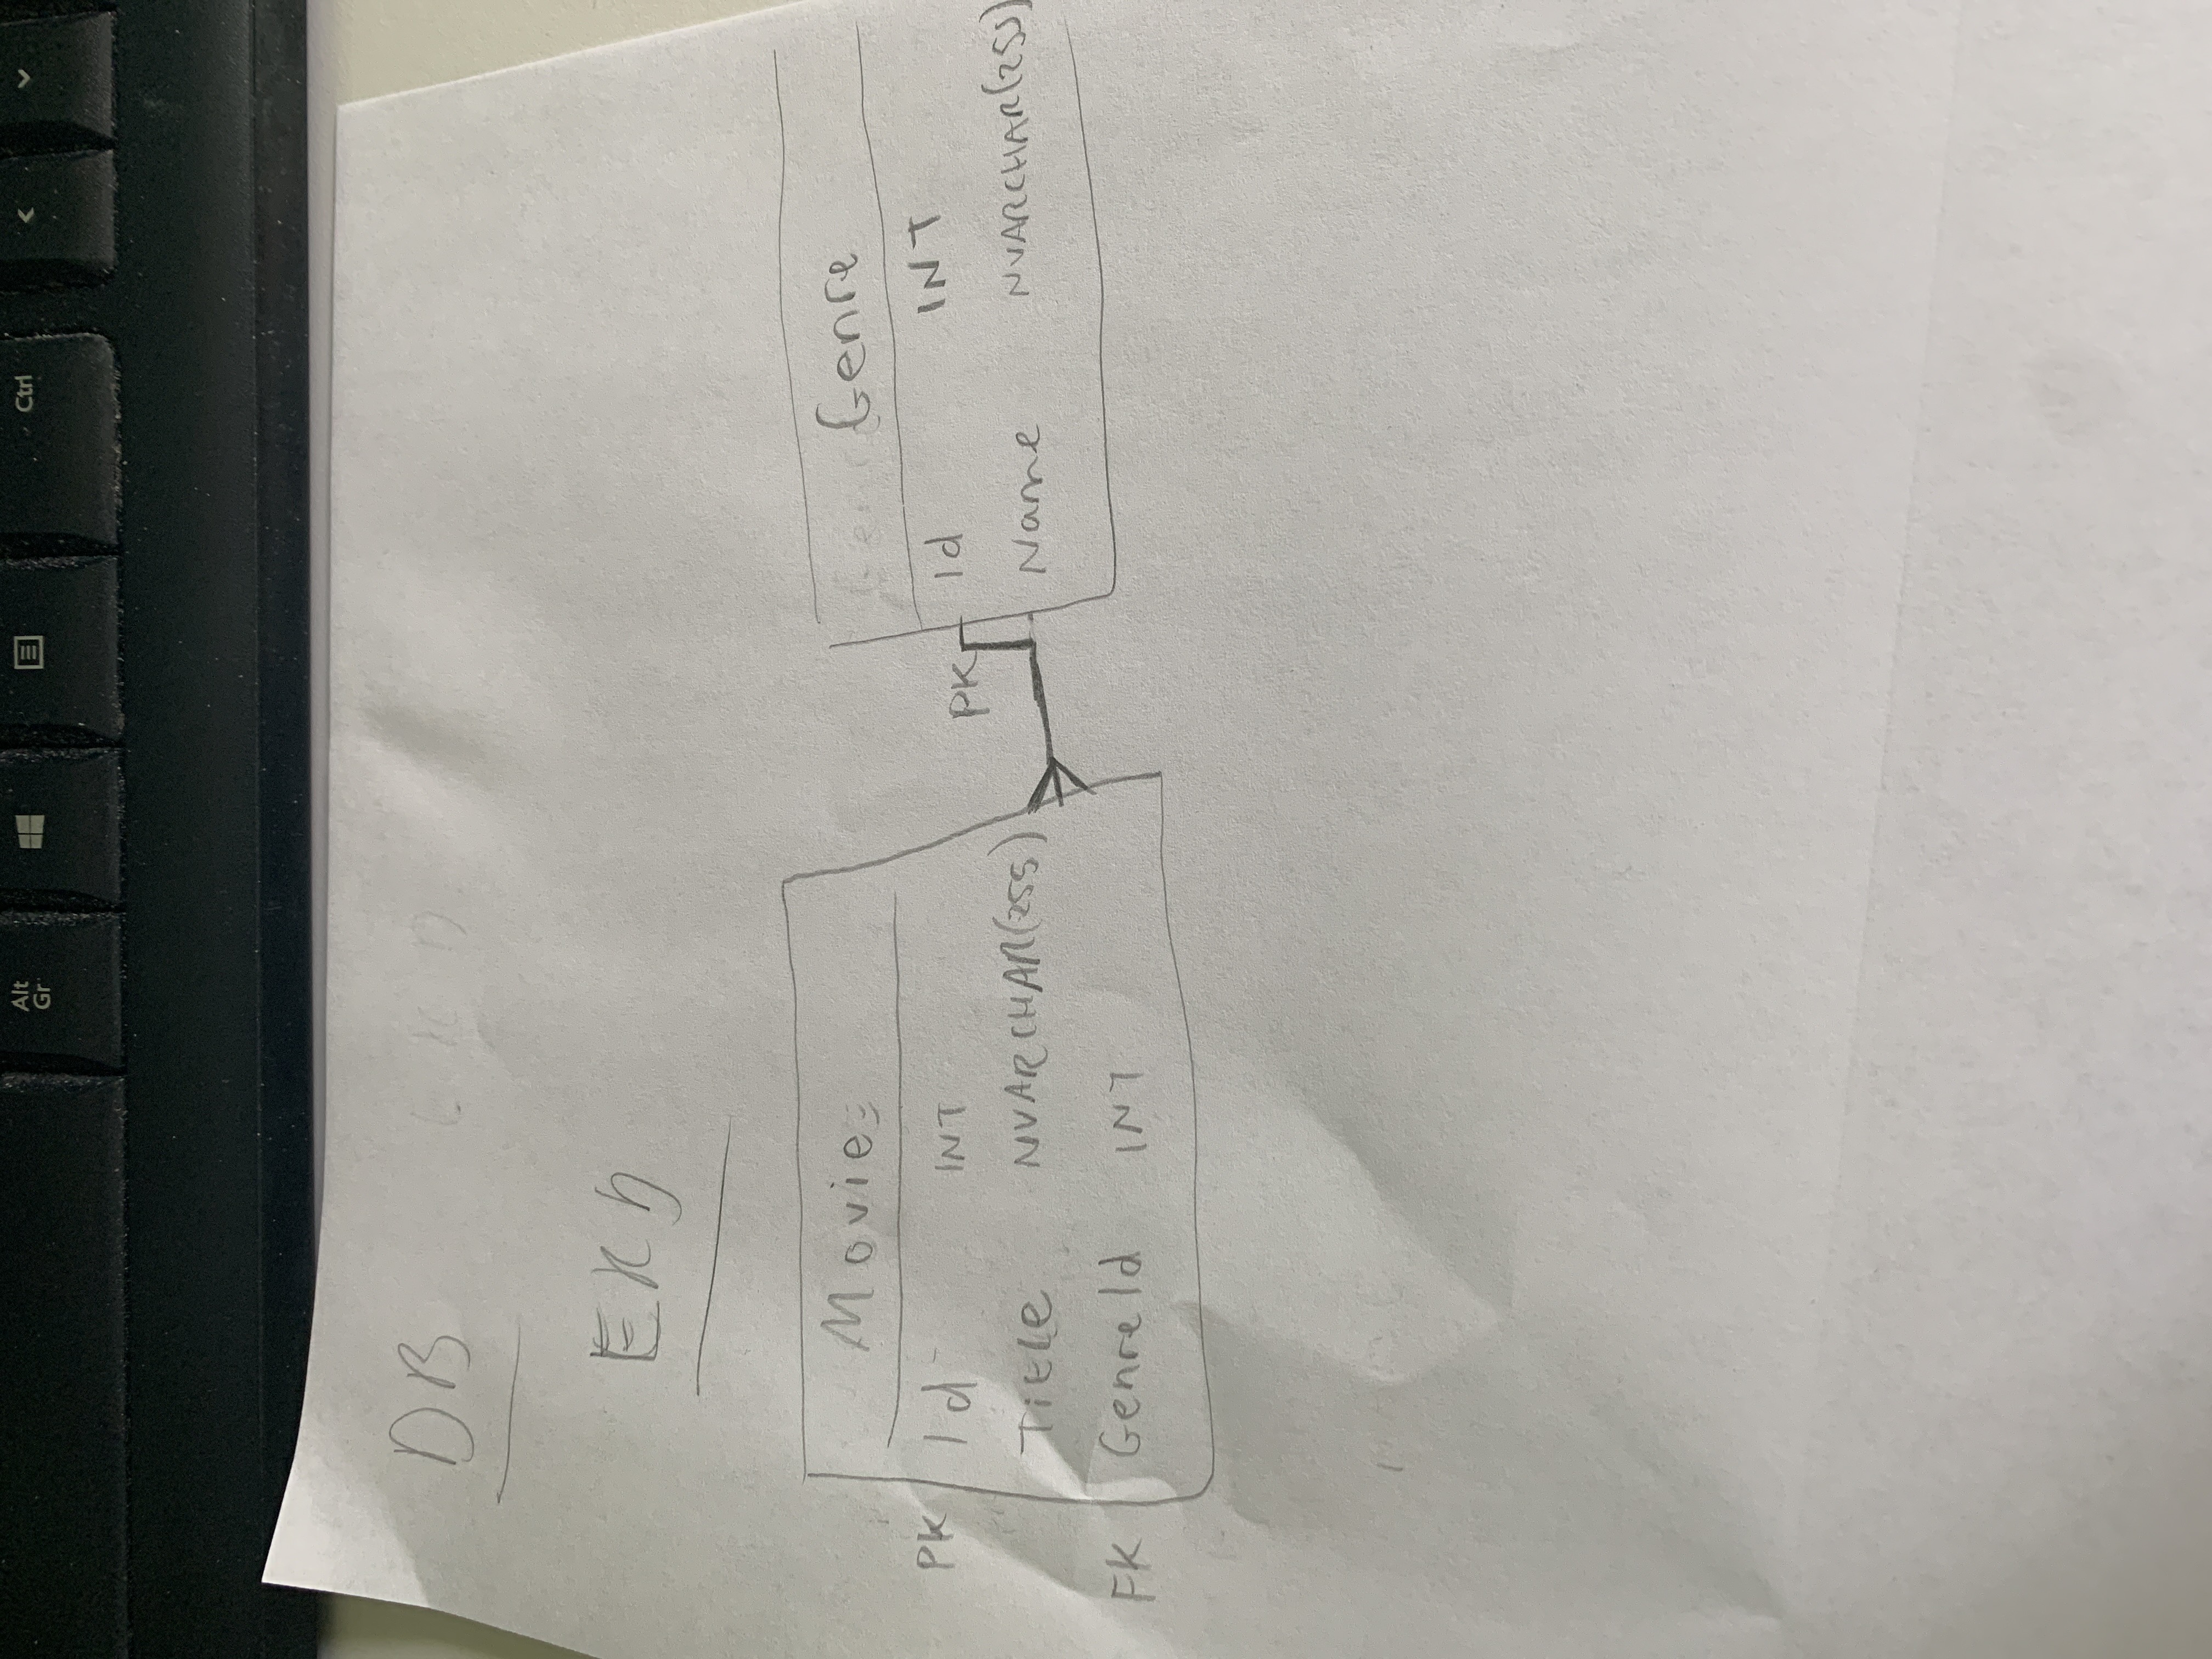 Alt Gr Ctrl
DB
ERD
Movie Genre
PK Id INT PK Id INT
Title NVARCHAR(255) Name NVARCHAR(255)
FK GenreId INT